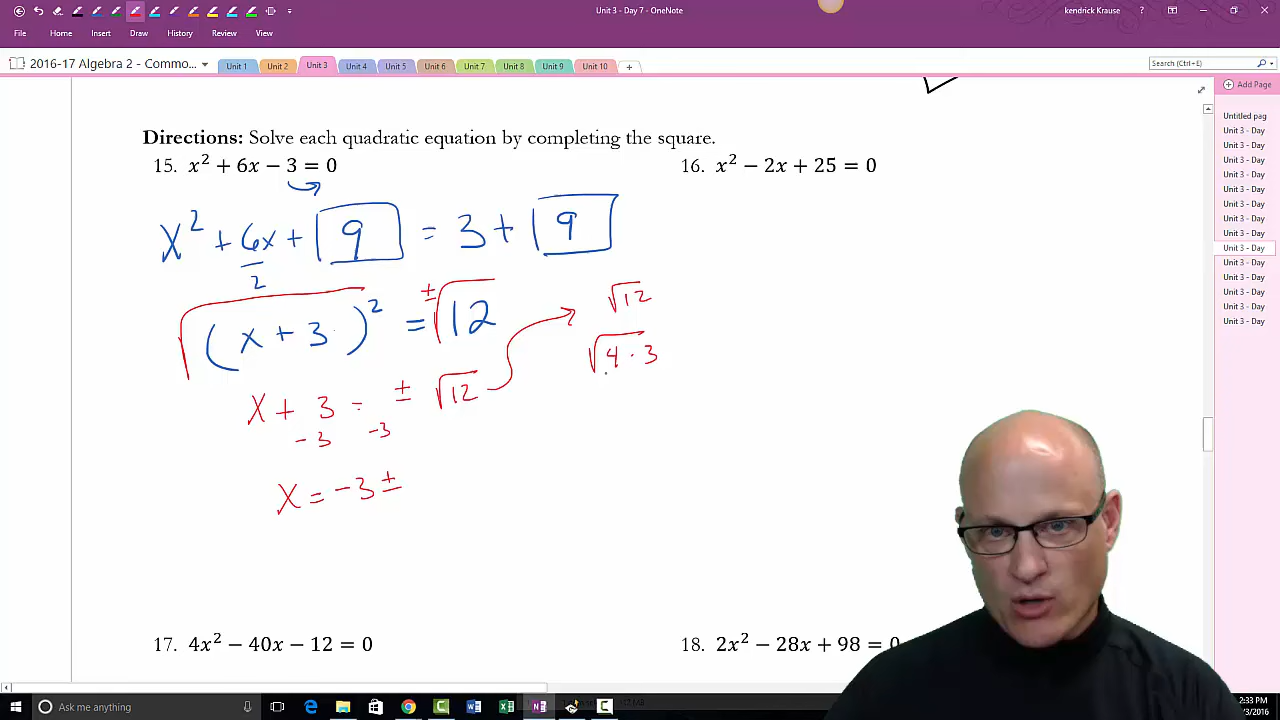 Unit 3 - Day 7 - OneNote
kendrick Krause
?
File Home Insert Draw History Review View
2016-17 Algebra 2 - Commo...
Unit 1 Unit 2 Unit 3 Unit 4 Unit 5 Unit 6 Unit 7 Unit 8 Unit 9 Unit 10 +
Search (Ctrl+E)
Add Page
Untitled pag
Unit 3 - Day
Unit 3 - Day
Unit 3 - Day
Unit 3 - Day
Unit 3 - Day
Unit 3 - Day
Unit 3 - Day
Unit 3 - Day
Unit 3 - Day
Unit 3 - Day
Unit 3 - Day
Unit 3 - Day
Unit 3 - Day
Unit 3 - Day
Directions: Solve each quadratic equation by completing the square.
15. x² + 6x − 3 = 0
x² + 6x + 9 = 3 + 9
2
√(x + 3)² = ±√12
x + 3 = ± √12
−3 −3
x = −3 ±
√12
√4 · 3
16. x² − 2x + 25 = 0
17. 4x² − 40x − 12 = 0
18. 2x² − 28x + 98 = 0
Ask me anything
2:33 PM
/3/2016